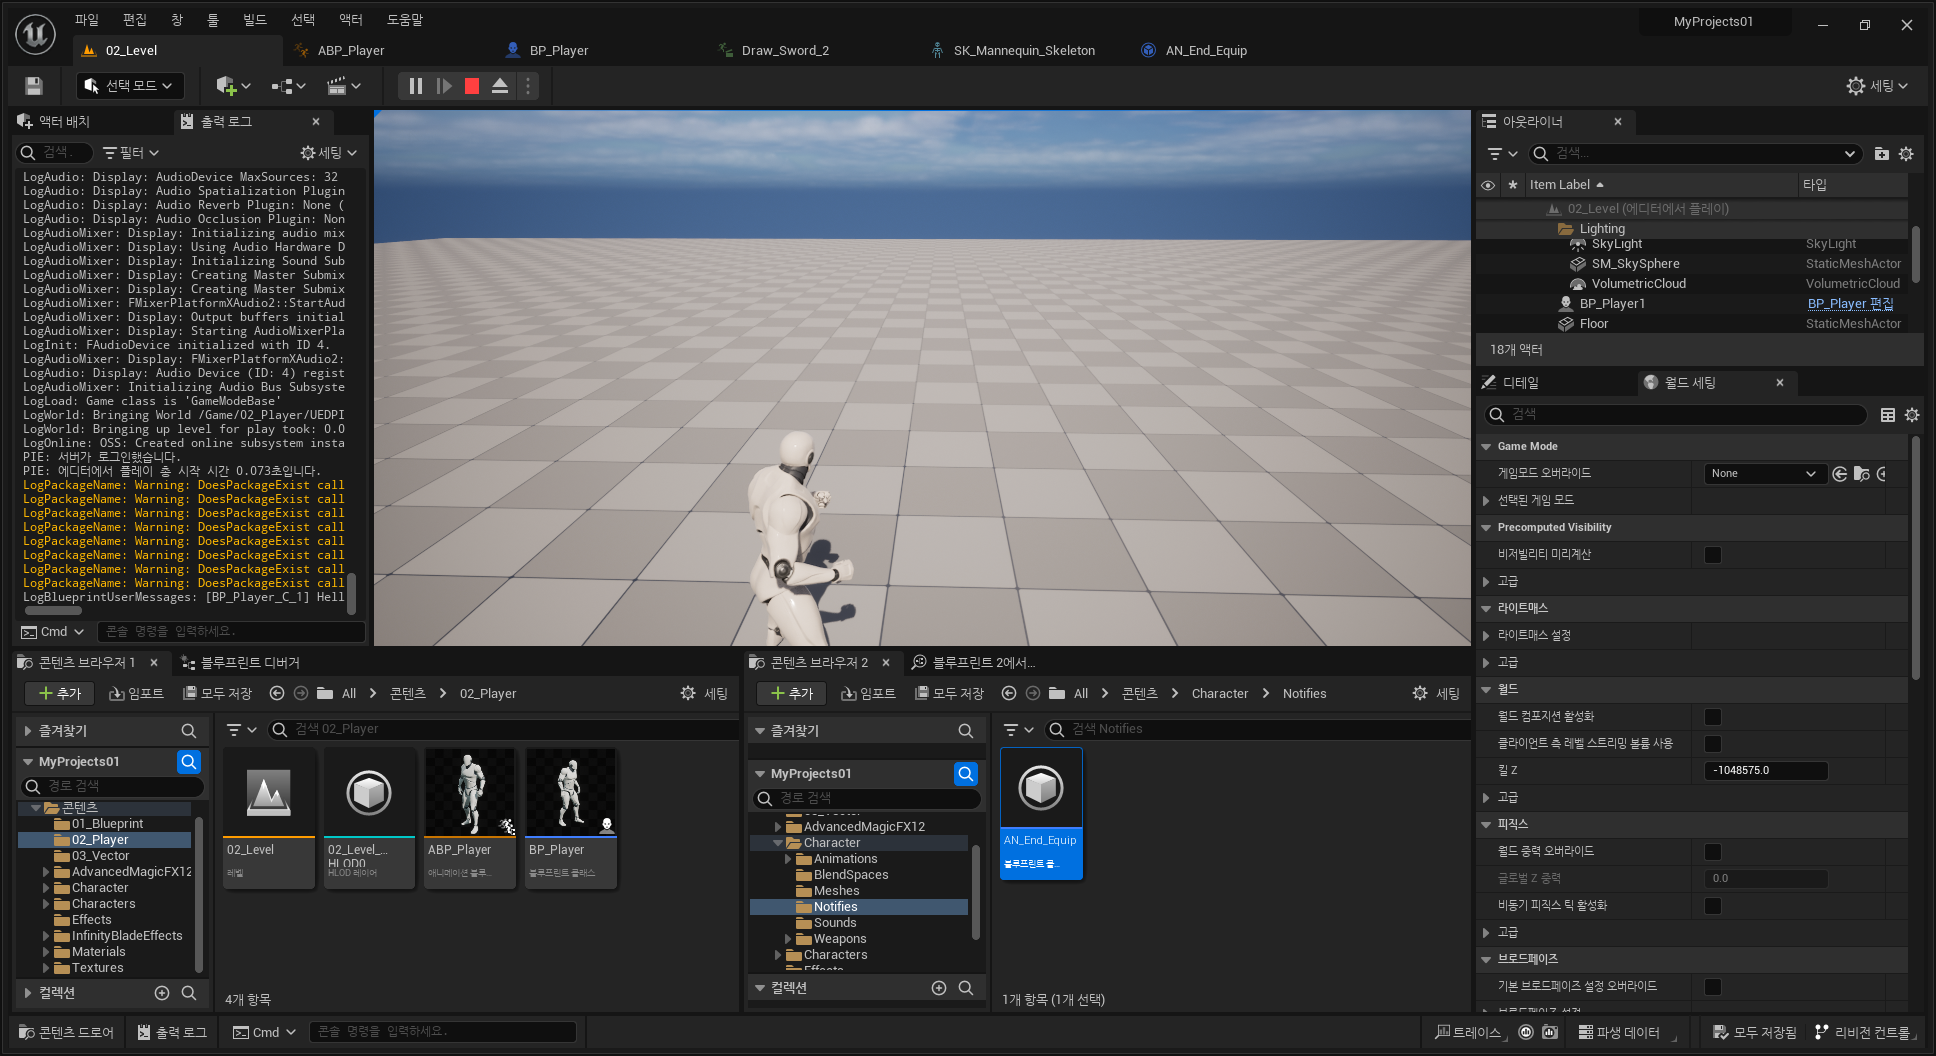 파일 편집 창 툴 빌드 선택 액터 도움말
MyProjects01
02_Level
ABP_Player
BP_Player
Draw_Sword_2
SK_Mannequin_Skeleton
AN_End_Equip
선택 모드
세팅
액터 배치
출력 로그
검색.
필터
세팅
LogAudio: Display: AudioDevice MaxSources: 32
LogAudio: Display: Audio Spatialization Plugin
LogAudio: Display: Audio Reverb Plugin: None (
LogAudio: Display: Audio Occlusion Plugin: Non
LogAudioMixer: Display: Initializing audio mix
LogAudioMixer: Display: Using Audio Hardware D
LogAudioMixer: Display: Initializing Sound Sub
LogAudioMixer: Display: Creating Master Submix
LogAudioMixer: Display: Creating Master Submix
LogAudioMixer: FMixerPlatformXAudio2::StartAud
LogAudioMixer: Display: Output buffers initial
LogAudioMixer: Display: Starting AudioMixerPla
LogInit: FAudioDevice initialized with ID 4.
LogAudioMixer: Display: FMixerPlatformXAudio2:
LogAudio: Display: Audio Device (ID: 4) regist
LogAudioMixer: Initializing Audio Bus Subsyste
LogLoad: Game class is 'GameModeBase'
LogWorld: Bringing World /Game/02_Player/UEDPI
LogWorld: Bringing up level for play took: 0.0
LogOnline: OSS: Created online subsystem insta
PIE: 서버가 로그인했습니다.
PIE: 에디터에서 플레이 총 시작 시간 0.073초입니다.
LogPackageName: Warning: DoesPackageExist call
LogPackageName: Warning: DoesPackageExist call
LogPackageName: Warning: DoesPackageExist call
LogPackageName: Warning: DoesPackageExist call
LogPackageName: Warning: DoesPackageExist call
LogPackageName: Warning: DoesPackageExist call
LogPackageName: Warning: DoesPackageExist call
LogPackageName: Warning: DoesPackageExist call
LogBlueprintUserMessages: [BP_Player_C_1] Hell
Cmd
콘솔 명령을 입력하세요.
아웃라이너
검색...
Item Label
타입
02_Level (에디터에서 플레이)
Lighting
SkyLight SkyLight
SM_SkySphere StaticMeshActor
VolumetricCloud VolumetricCloud
BP_Player1 BP_Player 편집
Floor StaticMeshActor
18개 액터
디테일
월드 세팅
검색
Game Mode
게임모드 오버라이드 None
선택된 게임 모드
Precomputed Visibility
비저빌리티 미리계산
고급
라이트매스
라이트매스 설정
고급
월드
월드 컴포지션 활성화
클라이언트 측 레벨 스트리밍 볼륨 사용
킬 Z -1048575.0
고급
피직스
월드 중력 오버라이드
글로벌 Z 중력 0.0
비동기 피직스 틱 활성화
고급
브로드페이즈
기본 브로드페이즈 설정 오버라이드
콘텐츠 브라우저 1
블루프린트 디버거
추가 임포트 모두 저장 All 콘텐츠 02_Player 세팅
즐겨찾기
검색 02_Player
MyProjects01
경로 검색
콘텐츠
01_Blueprint
02_Player
03_Vector
AdvancedMagicFX12
Character
Characters
Effects
InfinityBladeEffects
Materials
Textures
컬렉션
02_Level
레벨
02_Level_...
HLOD0
HLOD 레이어
ABP_Player
애니메이션 블루...
BP_Player
블루프린트 클래스
4개 항목
콘텐츠 브라우저 2
블루프린트 2에서...
추가 임포트 모두 저장 All 콘텐츠 Character Notifies 세팅
즐겨찾기
검색 Notifies
MyProjects01
경로 검색
AdvancedMagicFX12
Character
Animations
BlendSpaces
Meshes
Notifies
Sounds
Weapons
Characters
Effects
컬렉션
AN_End_Equip
블루프린트 클...
1개 항목 (1개 선택)
콘텐츠 드로어
출력 로그
Cmd
콘솔 명령을 입력하세요.
트레이스
파생 데이터
모두 저장됨
리비전 컨트롤